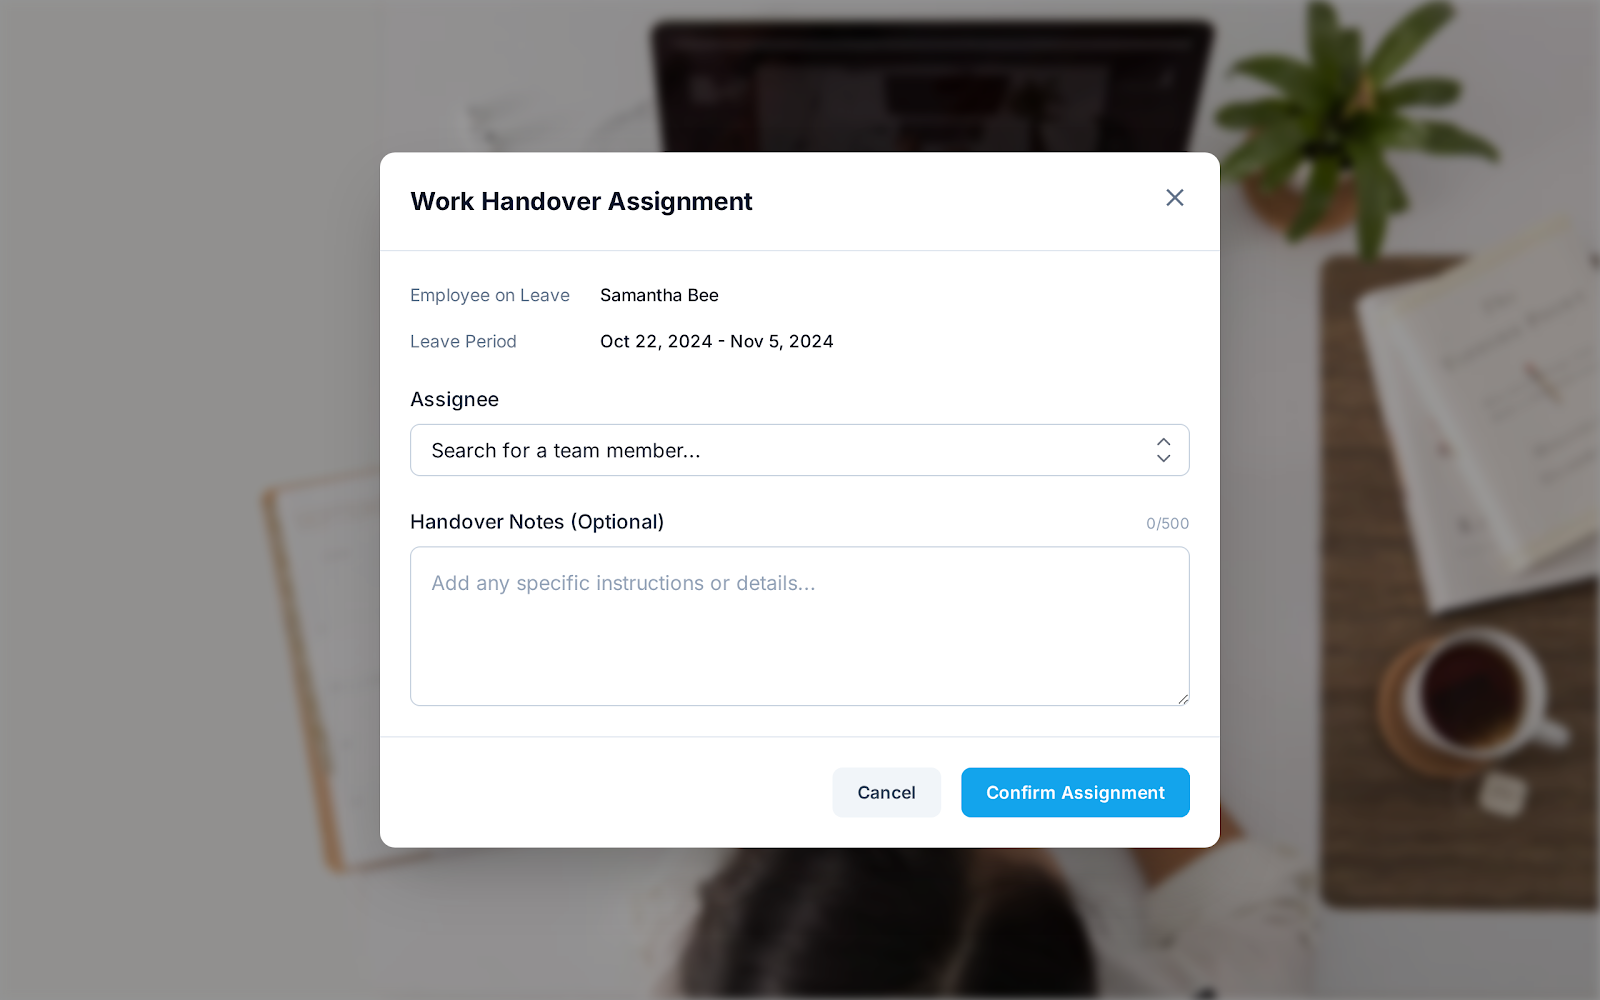 Work Handover Assignment
Employee on Leave Samantha Bee
Leave Period Oct 22, 2024 - Nov 5, 2024
Assignee
Search for a team member...
Handover Notes (Optional) 0/500
Add any specific instructions or details...
Cancel Confirm Assignment